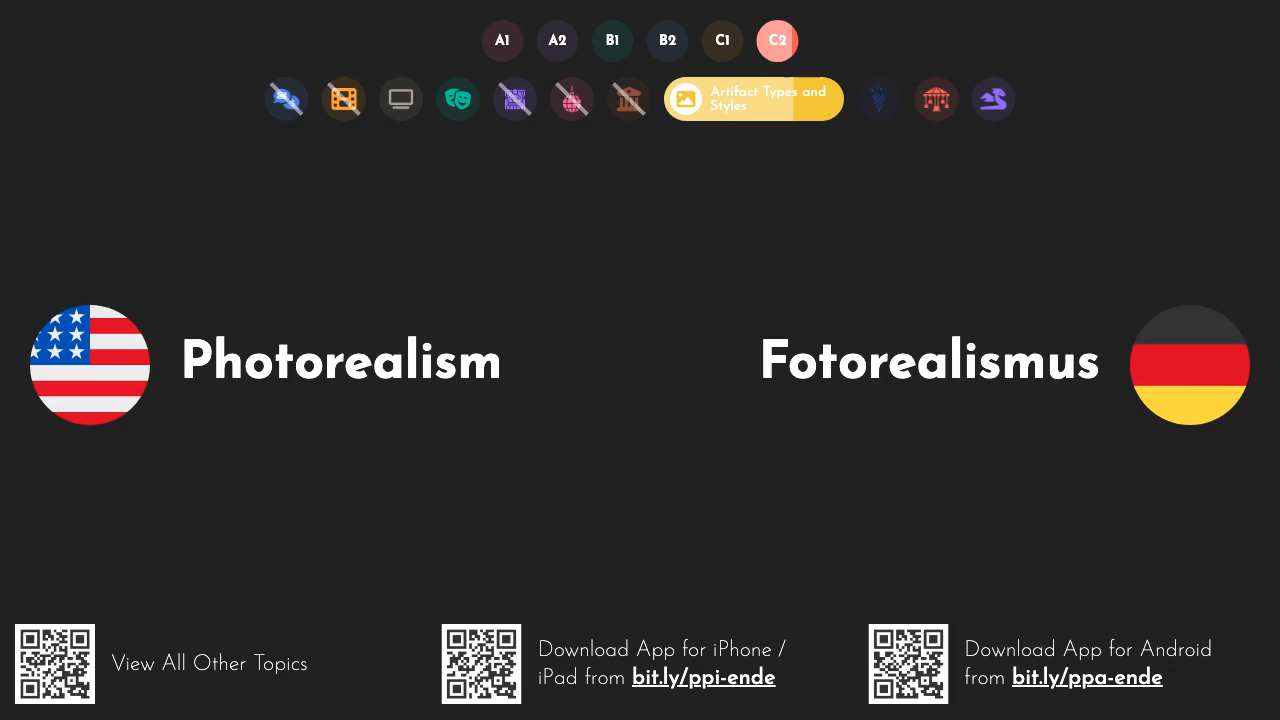 A1 A2 B1 B2 C1 C2
Artifact Types and
Styles
Photorealism
Fotorealismus
View All Other Topics
Download App for iPhone /
iPad from bit.ly/ppi-ende
Download App for Android
from bit.ly/ppa-ende